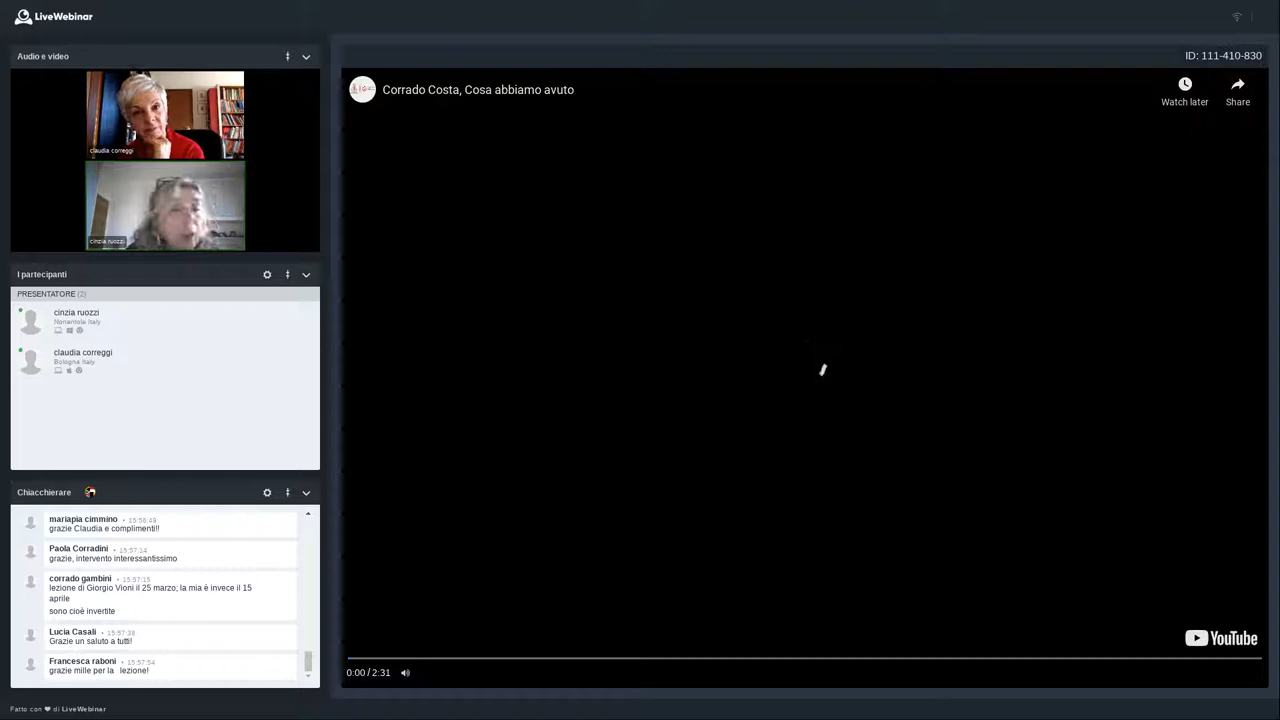 LiveWebinar
Audio e video
ID: 111-410-830
claudia correggi
cinzia ruozzi
Corrado Costa, Cosa abbiamo avuto
Watch later
Share
I partecipanti
PRESENTATORE (2)
cinzia ruozzi
Nonantola Italy
claudia correggi
Bologna Italy
Chiacchierare
mariapia cimmino • 15:56:49
grazie Claudia e complimenti!!
Paola Corradini • 15:57:14
grazie, intervento interessantissimo
corrado gambini • 15:57:15
lezione di Giorgio Vioni il 25 marzo; la mia è invece il 15
aprile
sono cioè invertite
Lucia Casali • 15:57:38
Grazie un saluto a tutti!
Francesca raboni • 15:57:54
grazie mille per la lezione!
YouTube
0:00 / 2:31
Fatto con ❤ di LiveWebinar